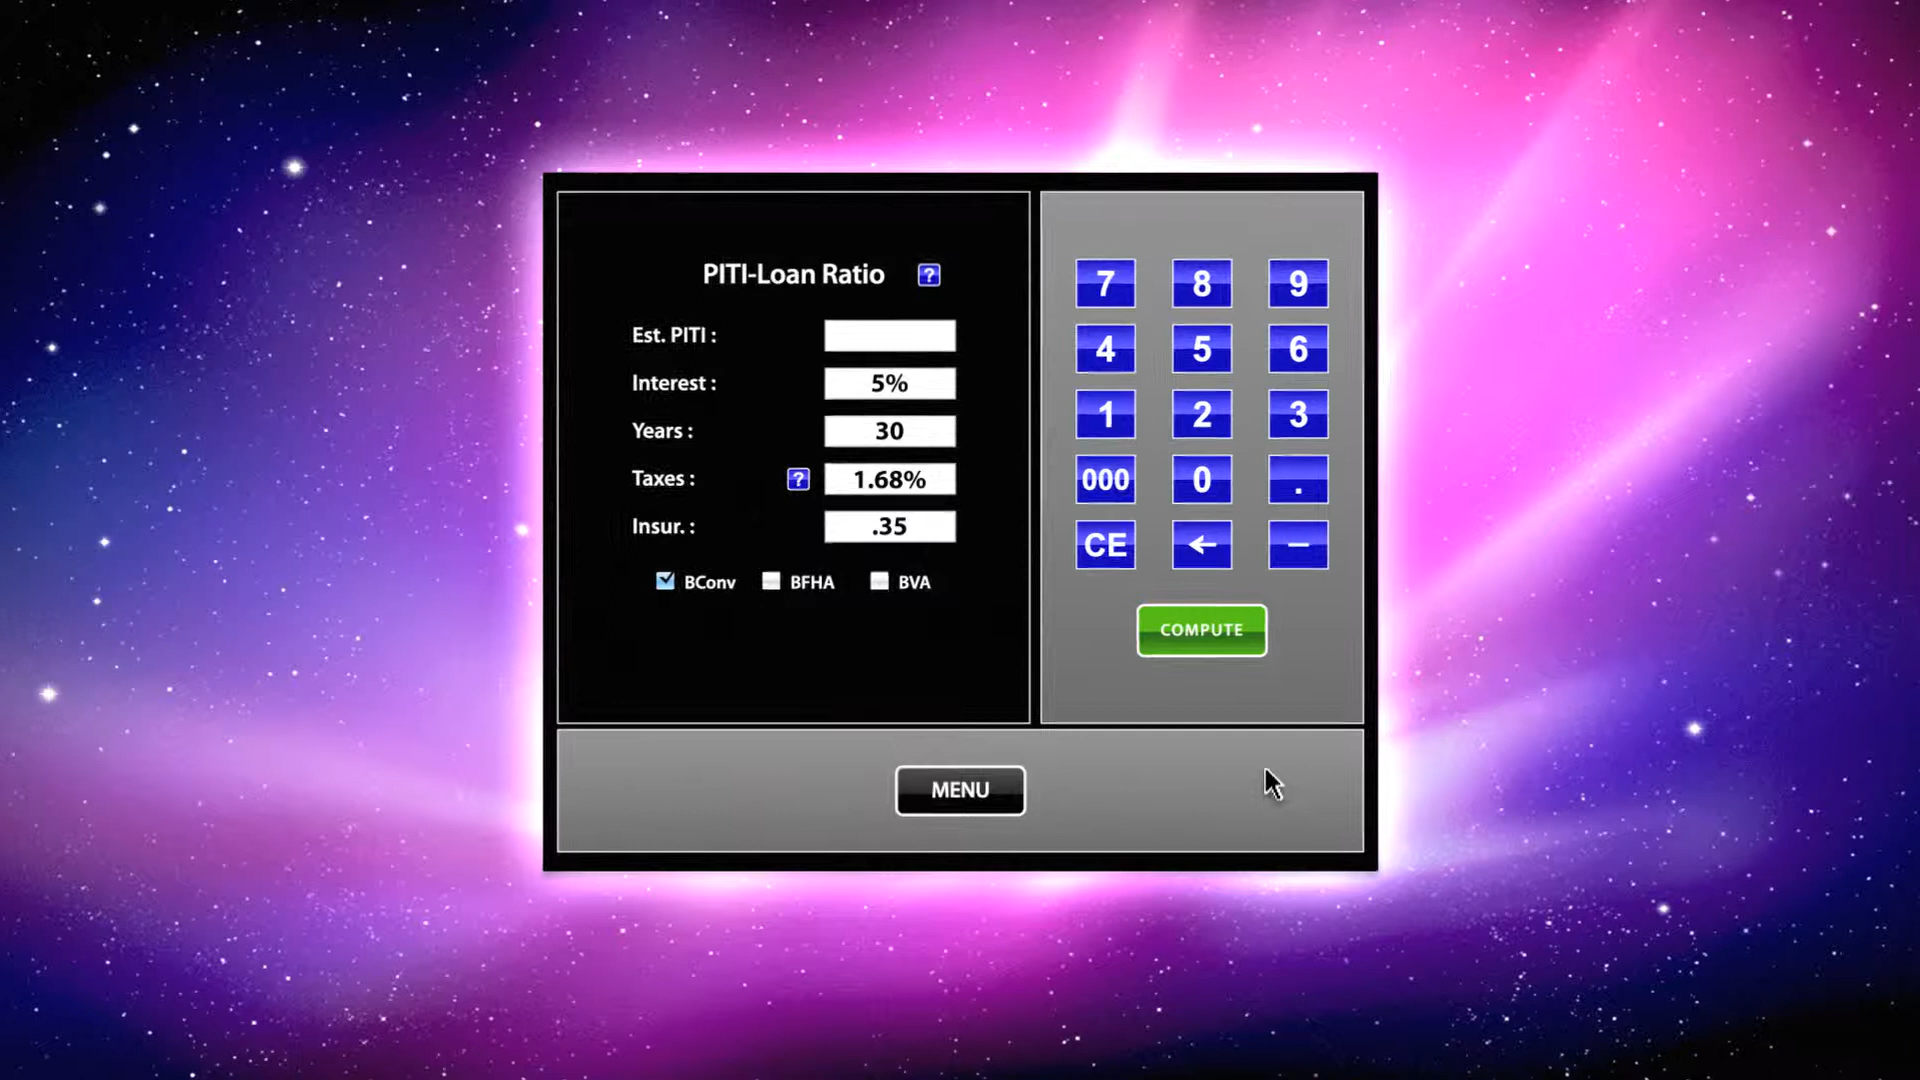 PITI-Loan Ratio ?
Est. PITI :
Interest : 5%
Years : 30
Taxes : ? 1.68%
Insur. : .35
BConv BFHA BVA
7 8 9
4 5 6
1 2 3
000 0 .
CE ← –
COMPUTE
MENU